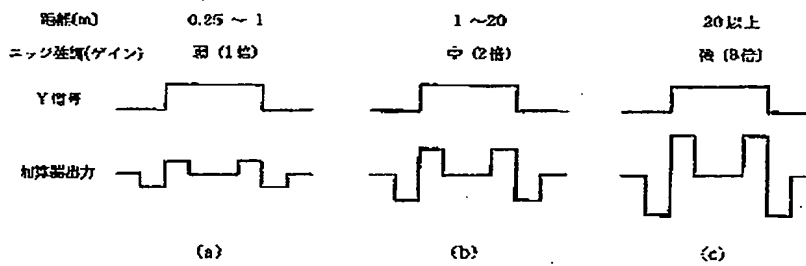 距離[m] 0.25 ～ 1 1 ～20 20以上
エッジ強調(ゲイン) 弱 (1倍) 中 (2倍) 強 (3倍)
Y信号
加算器出力
(a) (b) (c)